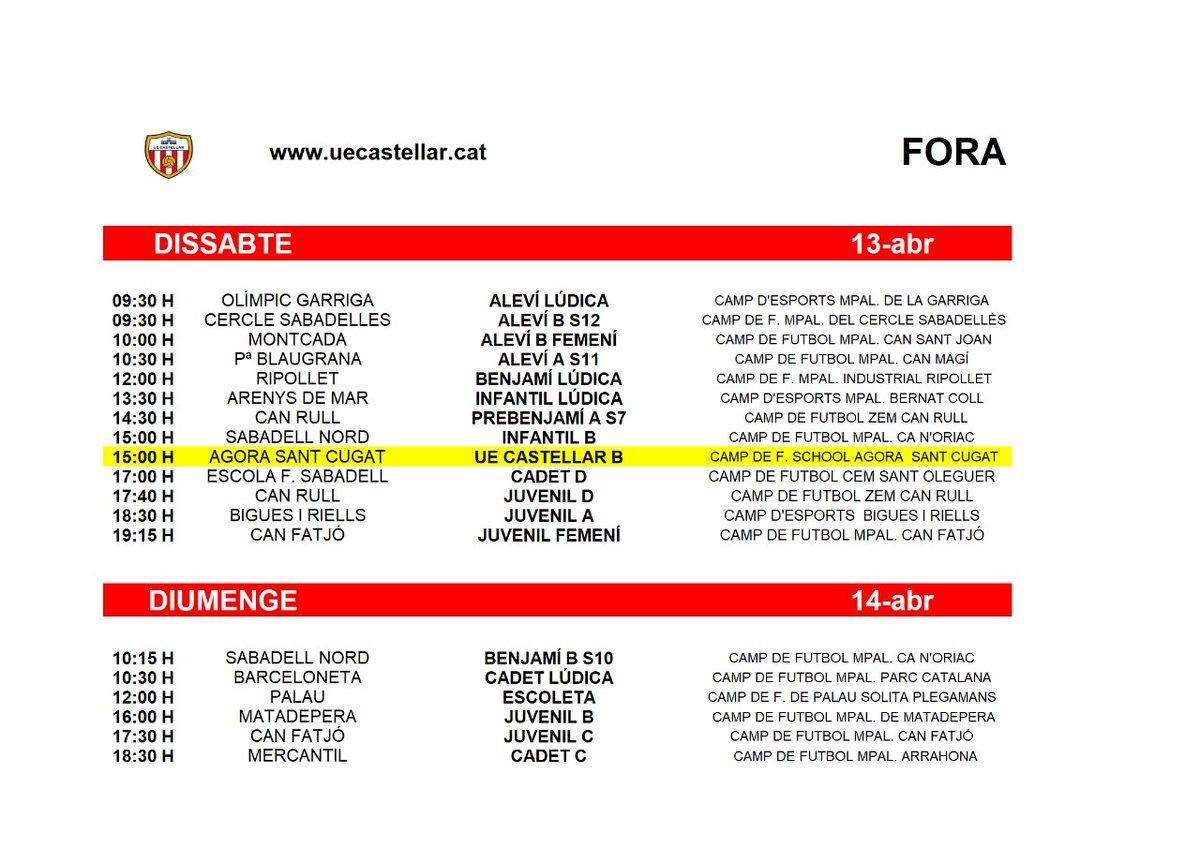 UE CASTELLAR
www.uecastellar.cat FORA
DISSABTE 13-abr
09:30 H OLÍMPIC GARRIGA ALEVÍ LÚDICA CAMP D'ESPORTS MPAL. DE LA GARRIGA
09:30 H CERCLE SABADELLES ALEVÍ B S12 CAMP DE F. MPAL. DEL CERCLE SABADELLÈS
10:00 H MONTCADA ALEVÍ B FEMENÍ CAMP DE FUTBOL MPAL. CAN SANT JOAN
10:30 H Pª BLAUGRANA ALEVÍ A S11 CAMP DE FUTBOL MPAL. CAN MAGÍ
12:00 H RIPOLLET BENJAMÍ LÚDICA CAMP DE F. MPAL. INDUSTRIAL RIPOLLET
13:30 H ARENYS DE MAR INFANTIL LÚDICA CAMP D'ESPORTS MPAL. BERNAT COLL
14:30 H CAN RULL PREBENJAMÍ A S7 CAMP DE FUTBOL ZEM CAN RULL
15:00 H SABADELL NORD INFANTIL B CAMP DE FUTBOL MPAL. CA N'ORIAC
15:00 H AGORA SANT CUGAT UE CASTELLAR B CAMP DE F. SCHOOL AGORA SANT CUGAT
17:00 H ESCOLA F. SABADELL CADET D CAMP DE FUTBOL CEM SANT OLEGUER
17:40 H CAN RULL JUVENIL D CAMP DE FUTBOL ZEM CAN RULL
18:30 H BIGUES I RIELLS JUVENIL A CAMP D'ESPORTS BIGUES I RIELLS
19:15 H CAN FATJÓ JUVENIL FEMENÍ CAMP DE FUTBOL MPAL. CAN FATJÓ
DIUMENGE 14-abr
10:15 H SABADELL NORD BENJAMÍ B S10 CAMP DE FUTBOL MPAL. CA N'ORIAC
10:30 H BARCELONETA CADET LÚDICA CAMP DE FUTBOL MPAL. PARC CATALANA
12:00 H PALAU ESCOLETA CAMP DE F. DE PALAU SOLITA PLEGAMANS
16:00 H MATADEPERA JUVENIL B CAMP DE FUTBOL MPAL. DE MATADEPERA
17:30 H CAN FATJÓ JUVENIL C CAMP DE FUTBOL MPAL. CAN FATJÓ
18:30 H MERCANTIL CADET C CAMP DE FUTBOL MPAL. ARRAHONA